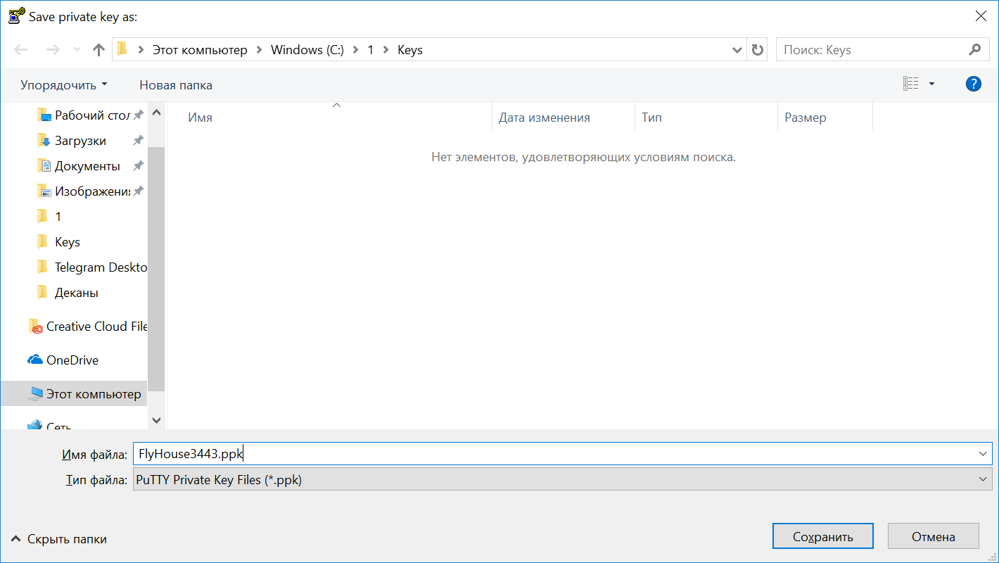 Save private key as:
Этот компьютер Windows (C:) 1 Keys
Поиск: Keys
Упорядочить Новая папка
?
Имя Дата изменения Тип Размер
Нет элементов, удовлетворяющих условиям поиска.
Рабочий стол
Загрузки
Документы
Изображения
1
Keys
Telegram Deskto
Деканы
Creative Cloud File
OneDrive
Этот компьютер
Сеть
Имя файла: FlyHouse3443.ppk
Тип файла: PuTTY Private Key Files (*.ppk)
Скрыть папки
Сохранить Отмена